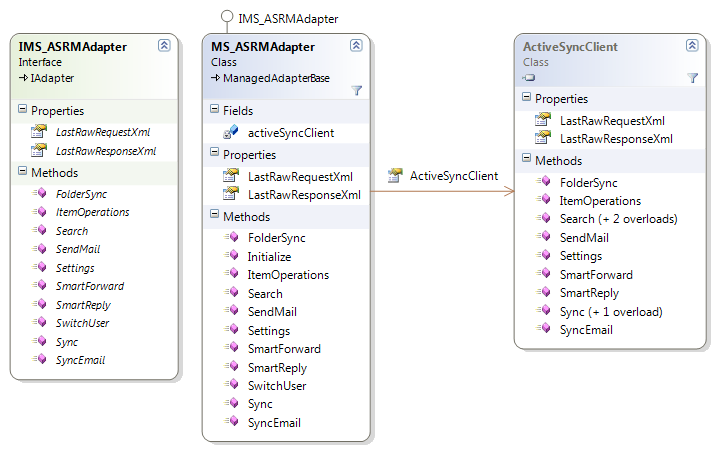 IMS_ASRMAdapter
IMS_ASRMAdapter
Interface
IAdapter
Properties
LastRawRequestXml
LastRawResponseXml
Methods
FolderSync
ItemOperations
Search
SendMail
Settings
SmartForward
SmartReply
SwitchUser
Sync
SyncEmail
MS_ASRMAdapter
Class
ManagedAdapterBase
Fields
activeSyncClient
Properties
LastRawRequestXml
LastRawResponseXml
Methods
FolderSync
Initialize
ItemOperations
Search
SendMail
Settings
SmartForward
SmartReply
SwitchUser
Sync
SyncEmail
ActiveSyncClient
ActiveSyncClient
Class
Properties
LastRawRequestXml
LastRawResponseXml
Methods
FolderSync
ItemOperations
Search (+ 2 overloads)
SendMail
Settings
SmartForward
SmartReply
Sync (+ 1 overload)
SyncEmail